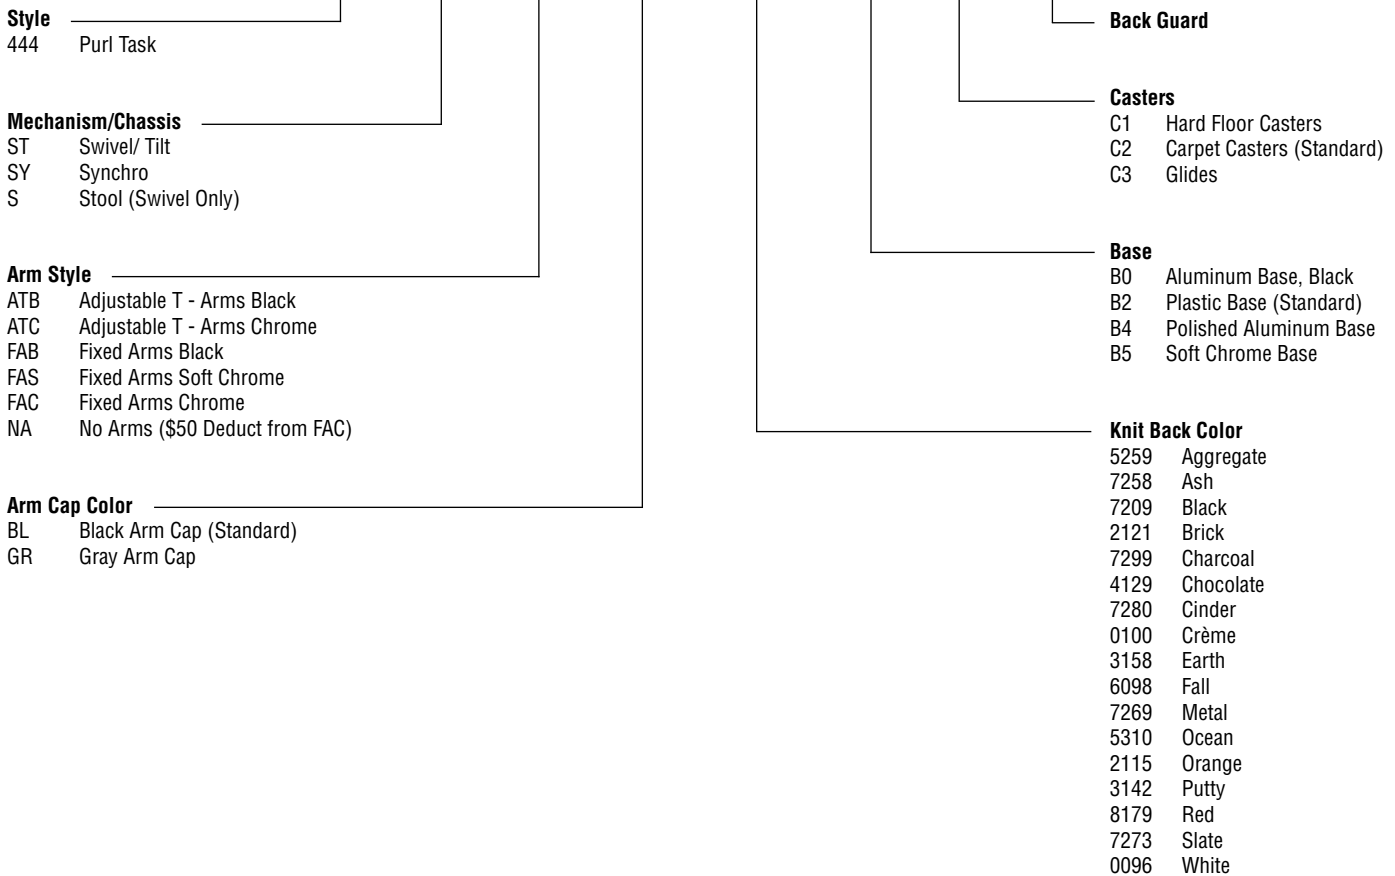 Style
444 Purl Task
Mechanism/Chassis
ST Swivel/ Tilt
SY Synchro
S Stool (Swivel Only)
Arm Style
ATB Adjustable T - Arms Black
ATC Adjustable T - Arms Chrome
FAB Fixed Arms Black
FAS Fixed Arms Soft Chrome
FAC Fixed Arms Chrome
NA No Arms ($50 Deduct from FAC)
Arm Cap Color
BL Black Arm Cap (Standard)
GR Gray Arm Cap
Back Guard
Casters
C1 Hard Floor Casters
C2 Carpet Casters (Standard)
C3 Glides
Base
B0 Aluminum Base, Black
B2 Plastic Base (Standard)
B4 Polished Aluminum Base
B5 Soft Chrome Base
Knit Back Color
5259 Aggregate
7258 Ash
7209 Black
2121 Brick
7299 Charcoal
4129 Chocolate
7280 Cinder
0100 Crème
3158 Earth
6098 Fall
7269 Metal
5310 Ocean
2115 Orange
3142 Putty
8179 Red
7273 Slate
0096 White